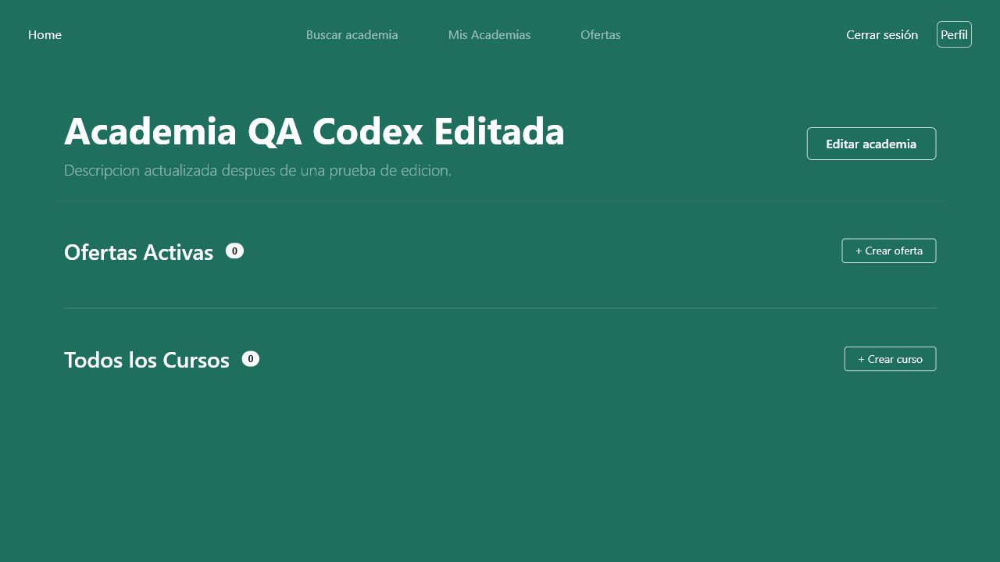 Home
Buscar academia
Mis Academias
Ofertas
Cerrar sesión
Perfil
Academia QA Codex Editada
Editar academia
Descripcion actualizada despues de una prueba de edicion.
Ofertas Activas 0
+ Crear oferta
Todos los Cursos 0
+ Crear curso